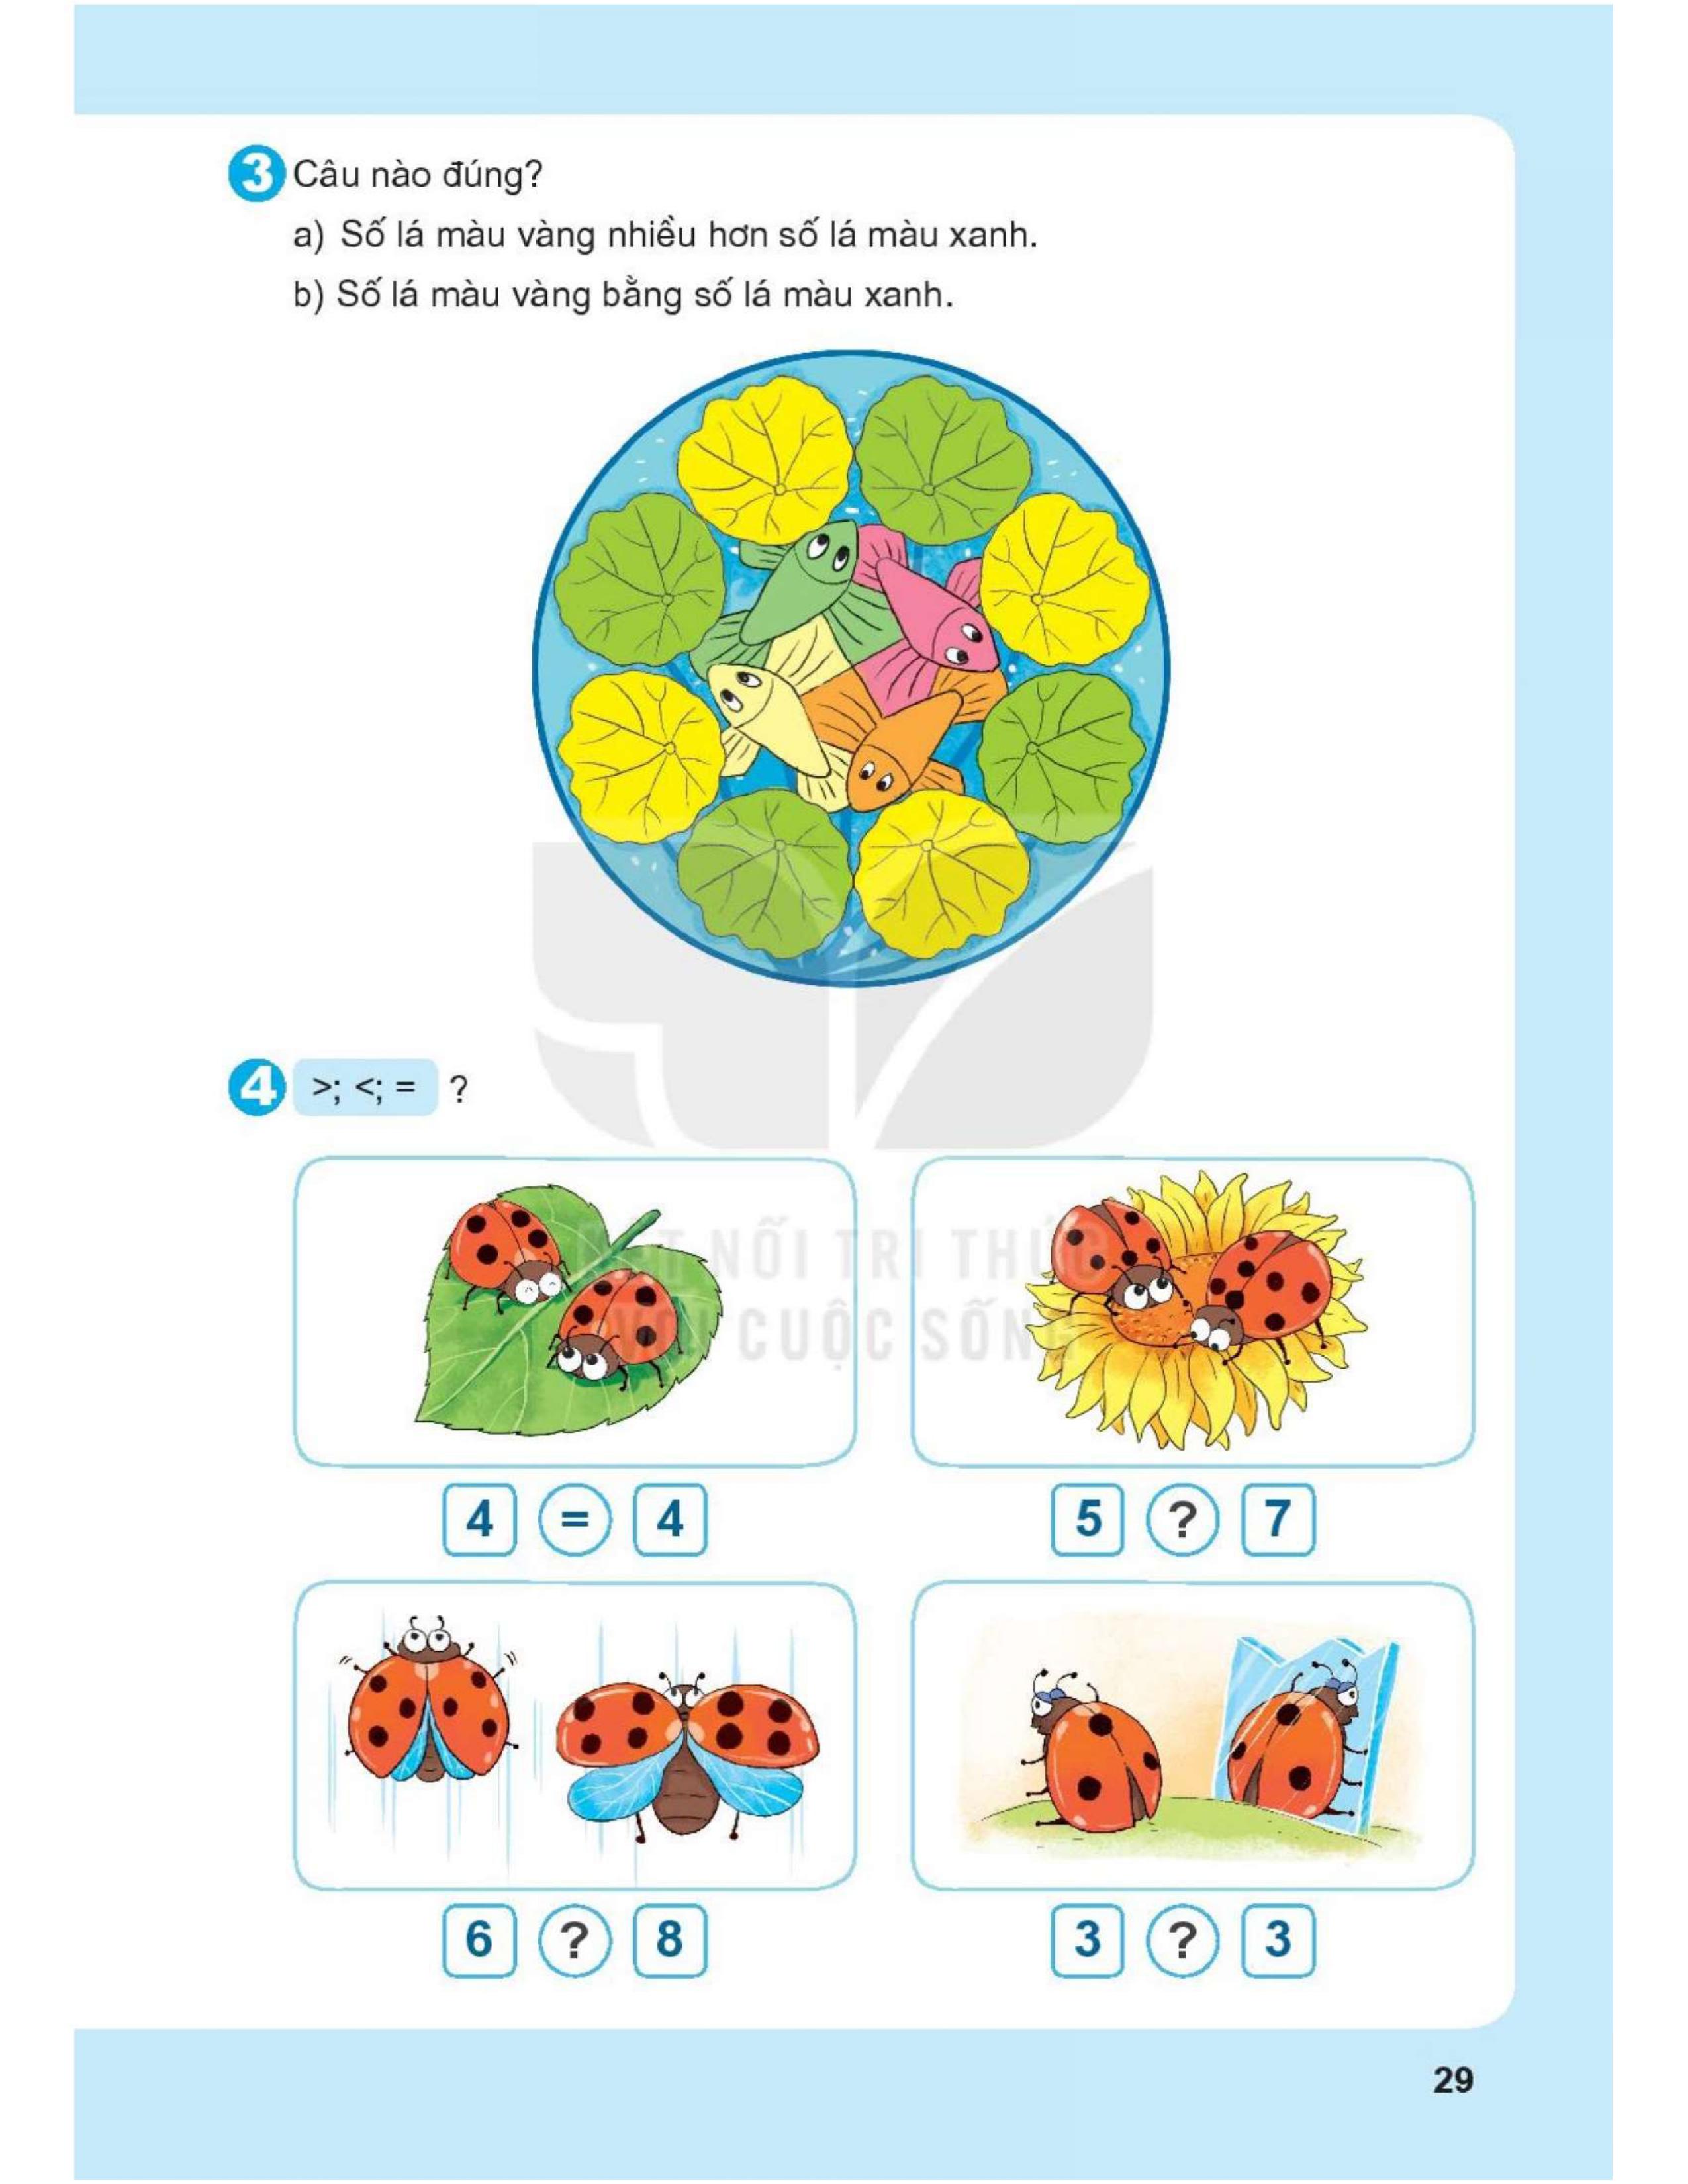 3 Câu nào đúng?
a) Số lá màu vàng nhiều hơn số lá màu xanh.
b) Số lá màu vàng bằng số lá màu xanh.
4 >; <; = ?
KẾT NỐI TRI THỨC
VỚI CUỘC SỐNG
4 = 4
5 ? 7
6 ? 8
3 ? 3
29